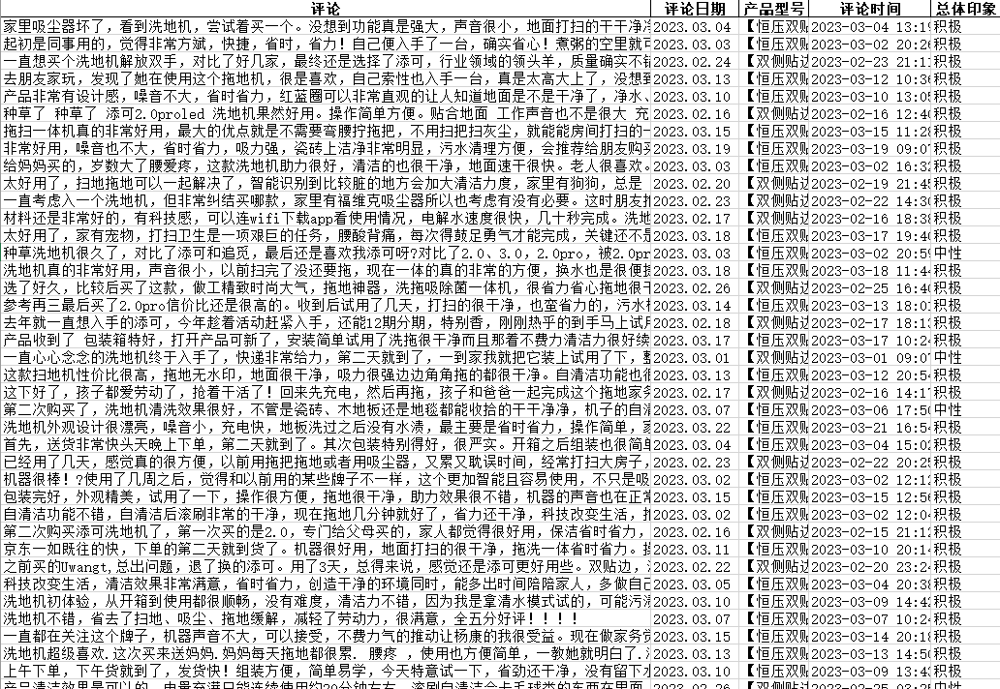 评论 评论日期 产品型号 评论时间 总体印象
家里吸尘器坏了，看到洗地机，尝试着买一个。没想到功能真是强大，声音很小，地面打扫的干干净 2023.03.04 【恒压双贴 2023-03-04 13:19 积极
起初是同事用的，觉得非常方斌，快捷，省时，省力！自己便入手了一台，确实省心！煮粥的空里就可 2023.03.03 【恒压双贴 2023-03-02 20:26 积极
一直想买个洗地机解放双手，对比了好几家，最终还是选择了添可，行业领域的领头羊，质量确实不错 2023.02.24 【双侧贴边 2023-02-23 21:11 积极
去朋友家玩，发现了她在使用这个拖地机，很是喜欢，自己索性也入手一台，真是太高大上了，没想到 2023.03.13 【恒压双贴 2023-03-12 10:36 积极
产品非常有设计感，噪音不大，省时省力，红蓝圈可以非常直观的让人知道地面是不是干净了，净水、 2023.03.10 【恒压双贴 2023-03-10 13:05 积极
种草了 种草了 添可2.0proled 洗地机果然好用。操作简单方便。贴合地面 工作声音也不是很大 充 2023.02.16 【双侧贴边 2023-02-16 12:40 积极
拖扫一体机真的非常好用，最大的优点就是不需要弯腰拧拖把，不用扫把扫灰尘，就能能房间打扫的一 2023.03.15 【恒压双贴 2023-03-15 11:28 积极
非常好用，噪音也不大，省时省力，吸力强，瓷砖上洁净非常明显，污水清理方便，会推荐给朋友购买 2023.03.19 【恒压双贴 2023-03-19 09:07 积极
给妈妈买的，岁数大了腰爱疼，这款洗地机助力很好，清洁的也很干净，地面速干很快。老人很喜欢。 2023.03.03 【恒压双贴 2023-03-02 16:32 积极
太好用了，扫地拖地可以一起解决了，智能识别到比较脏的地方会加大清洁力度，家里有狗狗，总是 2023.02.20 【双侧贴边 2023-02-19 21:45 积极
一直考虑入一个洗地机，但非常纠结买哪款，家里有福维克吸尘器所以也考虑有没有必要。这时朋友 2023.02.23 【双侧贴边 2023-02-22 14:30 积极
材料还是非常好的，有科技感，可以连wifi下载app看使用情况，电解水速度很快，几十秒完成。洗地 2023.02.17 【双侧贴边 2023-02-16 18:38 积极
太好用了，家有宠物，打扫卫生是一项艰巨的任务，腰酸背痛，每次得鼓足勇气才能完成，关键还不是 2023.03.18 【恒压双贴 2023-03-17 19:40 积极
种草洗地机很久了，对比了添可和追觅，最后还是喜欢我添可呀?对比了2.0、3.0，2.0pro，被2.0pr 2023.03.03 【恒压双贴 2023-03-02 20:59 中性
洗地机真的非常好用，声音很小，以前扫完了没还要拖，现在一体的真的非常的方便，换水也是很便捷 2023.03.18 【恒压双贴 2023-03-18 11:44 积极
选了好久，比较后买了这款，做工精致时尚大气，拖地神器，洗拖吸除菌一体机，很省力省心拖地很干 2023.02.26 【双侧贴边 2023-02-25 16:40 积极
参考再三最后买了2.0pro信价比还是很高的。收到后试用了几天，打扫的很干净，也蛮省力的，污水 2023.03.14 【恒压双贴 2023-03-13 18:01 积极
去年就一直想入手的添可，今年趁着活动赶紧入手，还能12期分期，特别香，刚刚热乎的到手马上试用 2023.02.18 【双侧贴边 2023-02-17 18:13 积极
产品收到了 包装箱特好，打开产品可新了，安装简单试用了洗拖很干净而且那着不费力清洁力很好续 2023.03.17 【恒压双贴 2023-03-17 10:24 积极
一直心心念念的洗地机终于入手了，快递非常给力，第二天就到了，一到家我就把它装上试用了下，整 2023.03.01 【双侧贴边 2023-03-01 09:07 中性
这款扫地机性价比很高，拖地无水印，地面很干净，吸力很强边边角角拖的都很干净。自清洁功能也很 2023.03.13 【恒压双贴 2023-03-12 20:54 积极
这下好了，孩子都爱劳动了，抢着干活了！回来先充电，然后再拖，孩子和爸爸一起完成这个拖地家务 2023.02.17 【双侧贴边 2023-02-16 14:17 积极
第二次购买了，洗地机清洗效果很好，不管是瓷砖、木地板还是地毯都能收拾的干干净净，机子的自清 2023.03.07 【双侧贴边 2023-03-06 17:50 中性
洗地机外观设计很漂亮，噪音小，充电快，地板洗过之后没有水渍，最主要是省时省力，操作简单，家 2023.03.22 【双侧贴边 2023-03-21 16:54 积极
首先，送货非常快头天晚上下单，第二天就到了。其次包装特别得好，很严实。开箱之后组装也很简单 2023.03.04 【恒压双贴 2023-03-04 15:02 积极
已经用了几天，感觉真的很方便，以前用拖把拖地或者用吸尘器，又累又耽误时间，经常打扫大房子， 2023.02.23 【双侧贴边 2023-02-22 20:25 积极
机器很棒！?使用了几周之后，觉得和以前用的某些牌子不一样，这个更加智能且容易使用，不只是吸 2023.03.02 【恒压双贴 2023-03-02 12:12 积极
包装完好，外观精美，试用了一下，操作很方便，拖地很干净，助力效果很不错，机器的声音也在正常 2023.03.15 【恒压双贴 2023-03-15 12:56 积极
自清洁功能不错，自清洁后滚刷非常的干净，现在拖地几分钟就好了，省力还干净，科技改变生活， 2023.03.02 【恒压双贴 2023-03-01 12:04 积极
第二次购买添可洗地机了，第一次买的是2.0，专门给父母买的，家人都觉得很好用，保洁省时省力， 2023.02.16 【双侧贴边 2023-02-15 21:12 积极
京东一如既往的快，下单的第二天就到货了。机器很好用，地面打扫的很干净，拖洗一体省时省力。 2023.03.11 【恒压双贴 2023-03-10 20:14 积极
之前买的Uwangt,总出问题，退了换的添可。用了3天，总得来说，感觉还是添可更好用些。双贴边， 2023.02.22 【双侧贴边 2023-02-20 23:24 积极
科技改变生活，清洁效果非常满意，省时省力，创造干净的环境同时，能多出时间陪陪家人，多做自己 2023.03.05 【恒压双贴 2023-03-04 20:38 积极
洗地机初体验，从开箱到使用都很顺畅，没有难度，清洁力不错，因为我是拿清水模式试的，可能污 2023.03.10 【恒压双贴 2023-03-09 14:42 积极
洗地机不错，省去了扫地、吸尘、拖地缓解，减轻了劳动力，很满意，全五分好评！！！！ 2023.03.07 【恒压双贴 2023-03-07 10:24 积极
一直都在关注这个牌子，机器声音不大，可以接受，不费力气的推动让杨康的我很受益。现在做家务 2023.03.15 【恒压双贴 2023-03-14 20:18 积极
洗地机超级喜欢.这次买来送妈妈.妈妈每天拖地都很累. 腰疼 ，使用也方便简单，一教她就明白了. 2023.03.13 【恒压双贴 2023-03-13 14:50 积极
上午下单，下午货就到了，发货快！组装方便，简单易学，今天特意试一下，省劲还干净，没有留下水 2023.03.10 【恒压双贴 2023-03-09 13:43 积极